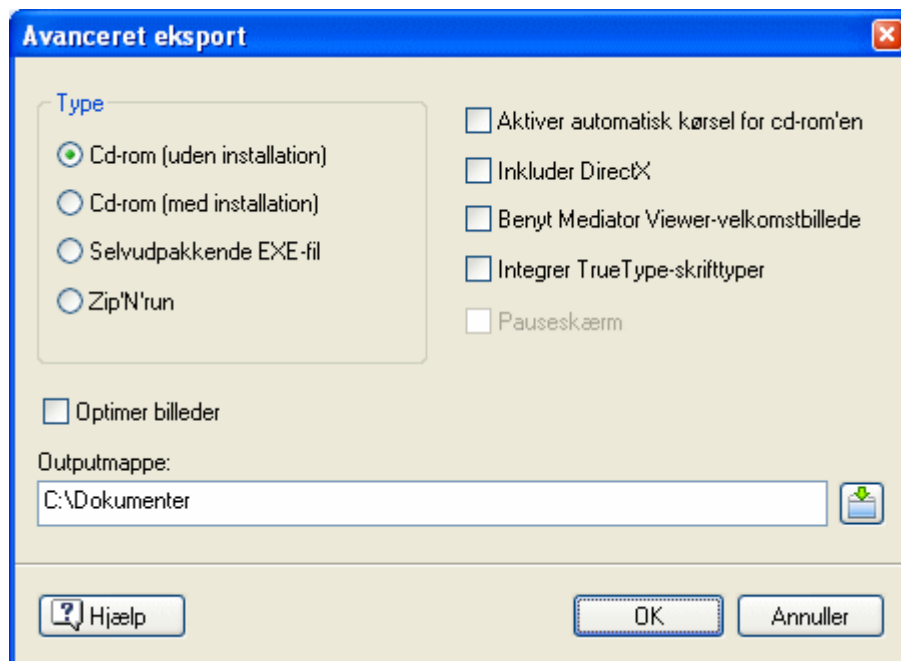 Avanceret eksport
Type
Cd-rom (uden installation)
Cd-rom (med installation)
Selvudpakkende EXE-fil
Zip'N'run
Aktiver automatisk kørsel for cd-rom'en
Inkluder DirectX
Benyt Mediator Viewer-velkomstbillede
Integrer TrueType-skrifttyper
Pauseskærm
Optimer billeder
Outputmappe:
C:\Dokumenter
Hjælp
OK
Annuller